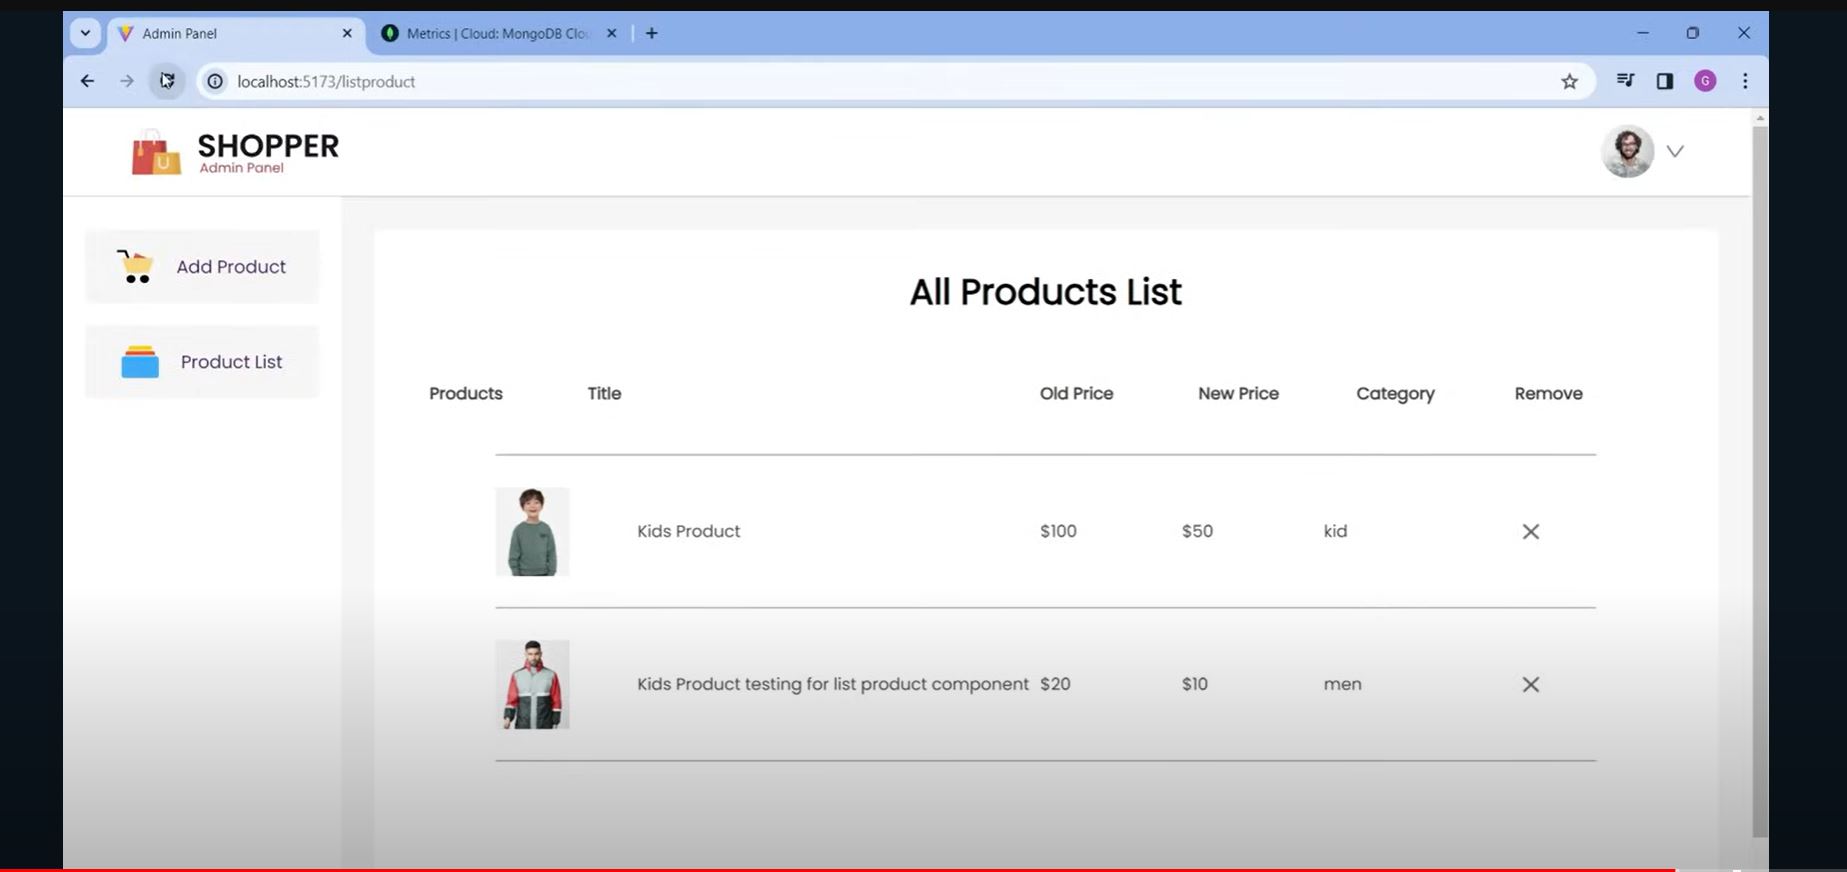 Admin Panel
Metrics | Cloud: MongoDB Clo
localhost:5173/listproduct
G
SHOPPER
Admin Panel
U
Add Product
Product List
All Products List
Products Title Old Price New Price Category Remove
Kids Product $100 $50 kid
Kids Product testing for list product component $20 $10 men